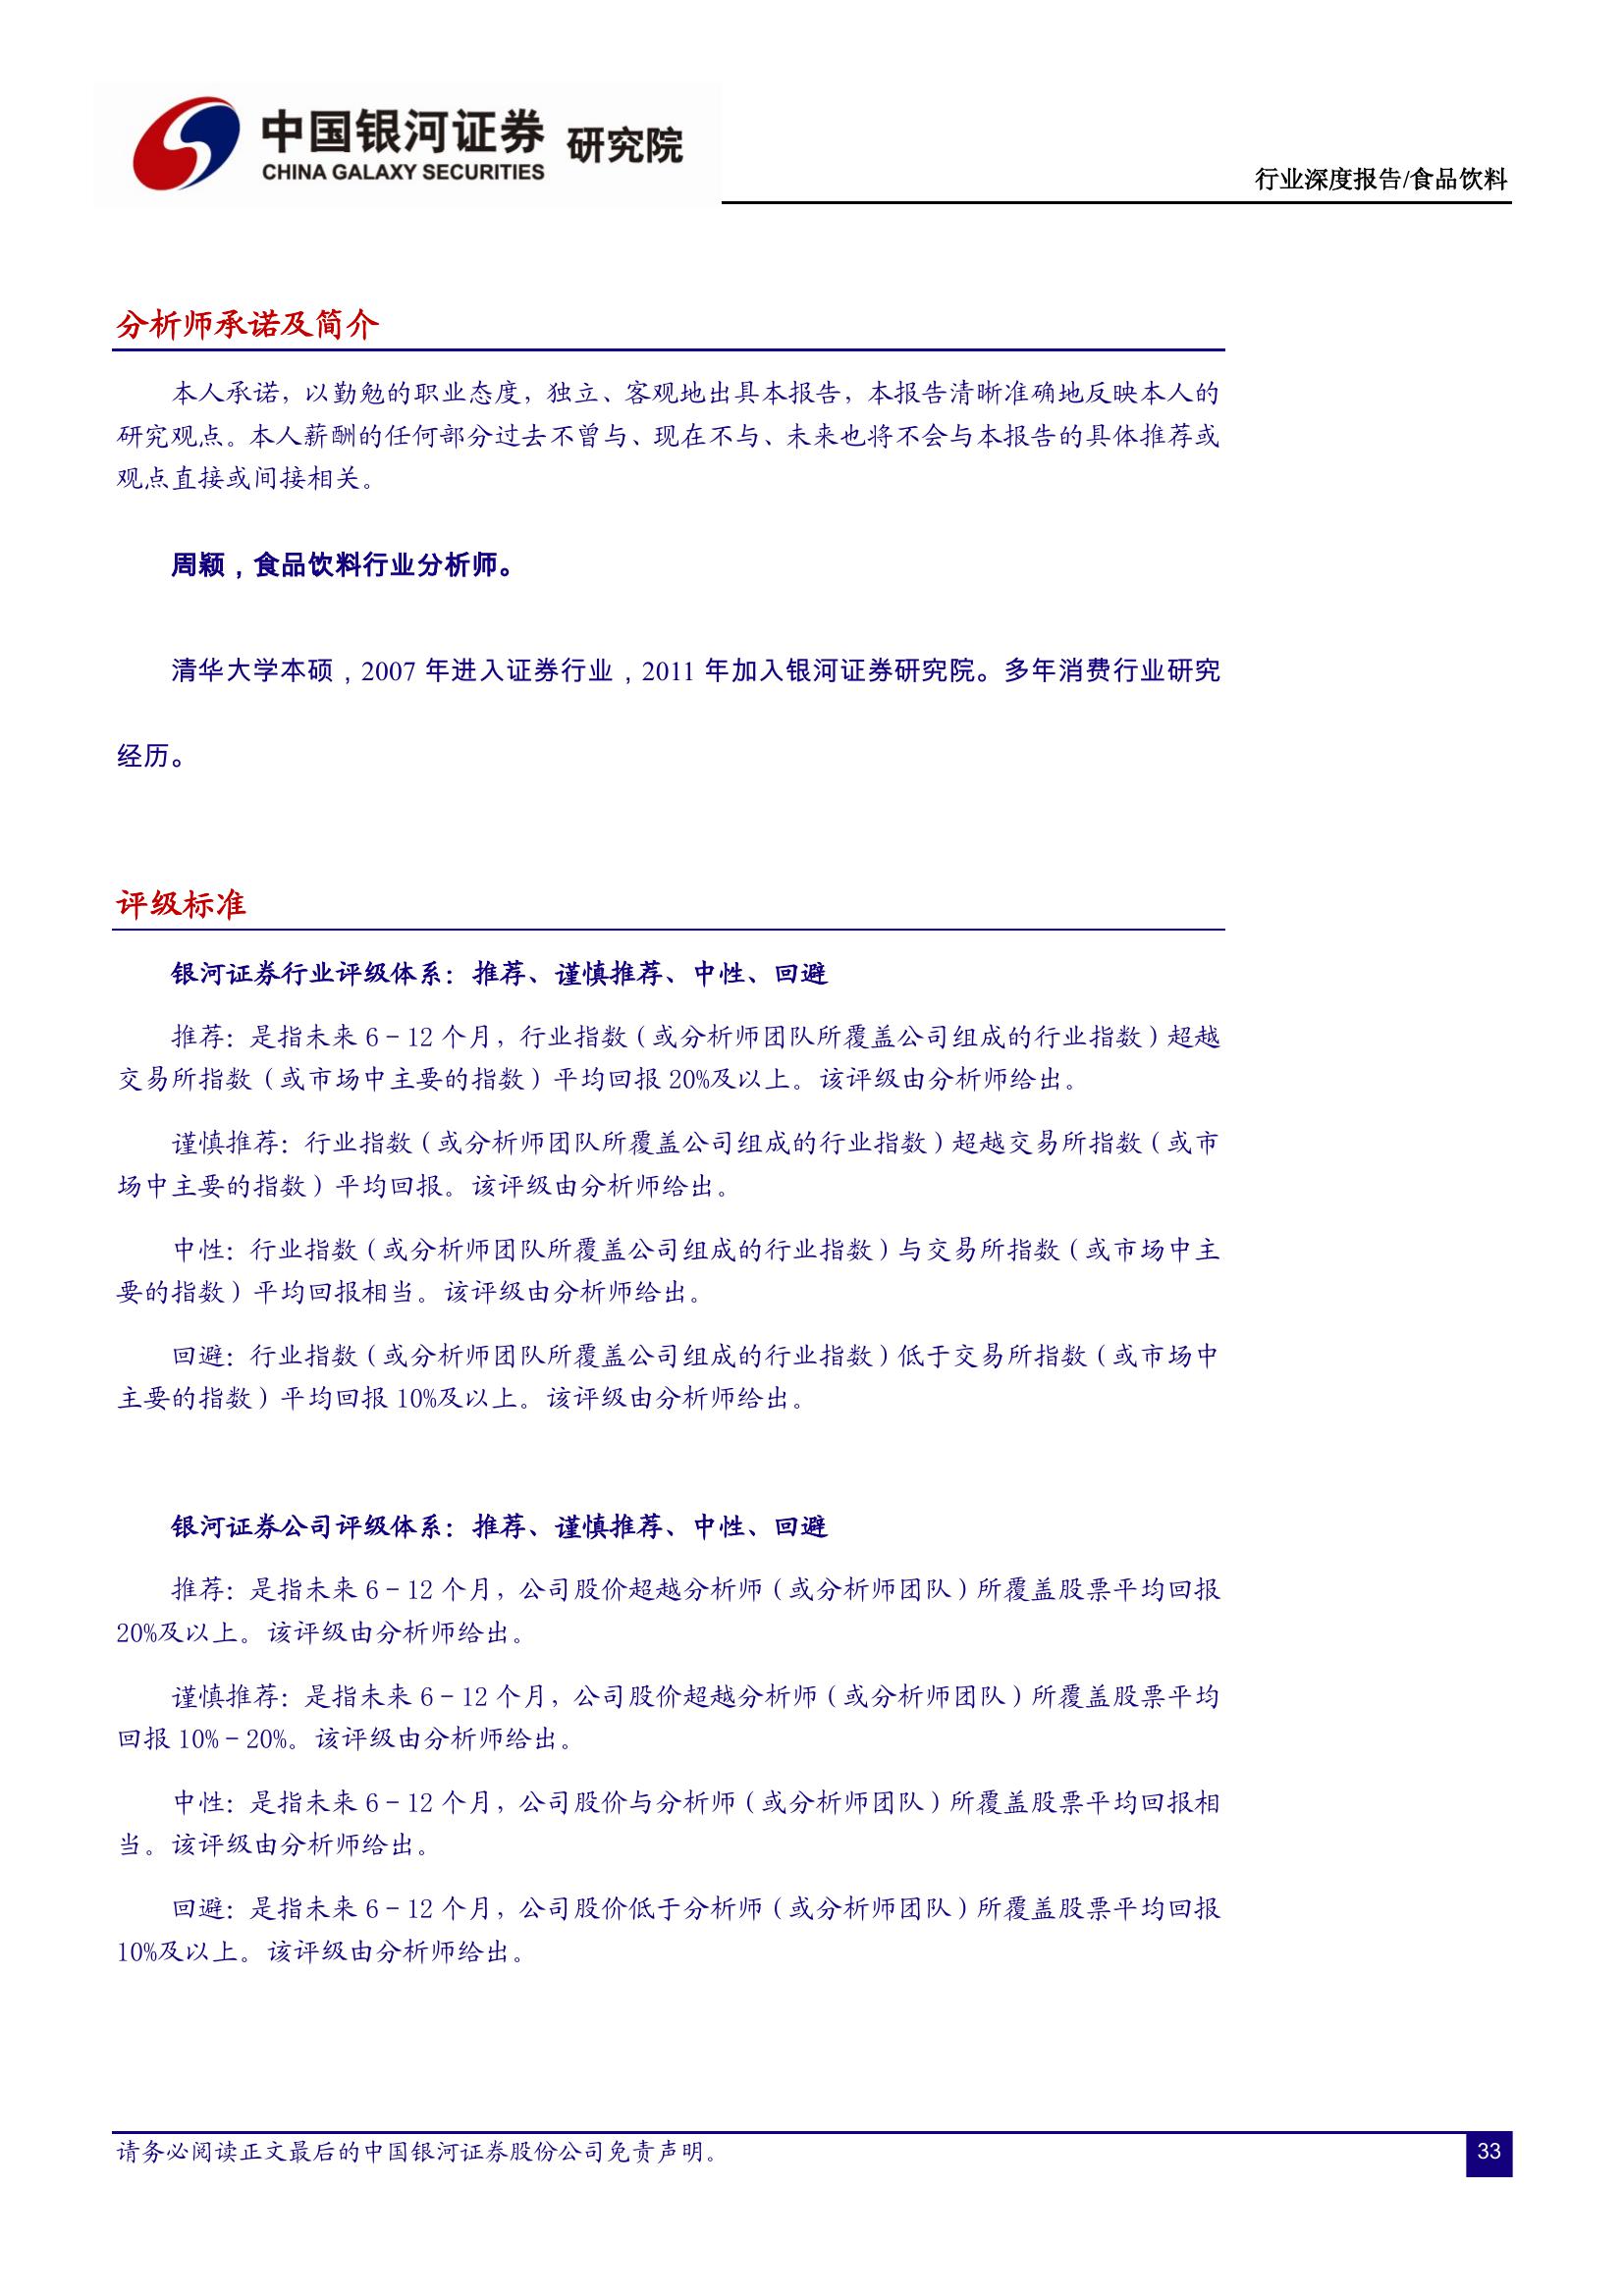 中国银河证券 研究院
CHINA GALAXY SECURITIES
行业深度报告/食品饮料
分析师承诺及简介
本人承诺，以勤勉的职业态度，独立、客观地出具本报告，本报告清晰准确地反映本人的
研究观点。本人薪酬的任何部分过去不曾与、现在不与、未来也将不会与本报告的具体推荐或
观点直接或间接相关。
周颖，食品饮料行业分析师。
清华大学本硕，2007 年进入证券行业，2011 年加入银河证券研究院。多年消费行业研究
经历。
评级标准
银河证券行业评级体系：推荐、谨慎推荐、中性、回避
推荐：是指未来 6－12 个月，行业指数（或分析师团队所覆盖公司组成的行业指数）超越
交易所指数（或市场中主要的指数）平均回报 20%及以上。该评级由分析师给出。
谨慎推荐：行业指数（或分析师团队所覆盖公司组成的行业指数）超越交易所指数（或市
场中主要的指数）平均回报。该评级由分析师给出。
中性：行业指数（或分析师团队所覆盖公司组成的行业指数）与交易所指数（或市场中主
要的指数）平均回报相当。该评级由分析师给出。
回避：行业指数（或分析师团队所覆盖公司组成的行业指数）低于交易所指数（或市场中
主要的指数）平均回报 10%及以上。该评级由分析师给出。
银河证券公司评级体系：推荐、谨慎推荐、中性、回避
推荐：是指未来 6－12 个月，公司股价超越分析师（或分析师团队）所覆盖股票平均回报
20%及以上。该评级由分析师给出。
谨慎推荐：是指未来 6－12 个月，公司股价超越分析师（或分析师团队）所覆盖股票平均
回报 10%－20%。该评级由分析师给出。
中性：是指未来 6－12 个月，公司股价与分析师（或分析师团队）所覆盖股票平均回报相
当。该评级由分析师给出。
回避：是指未来 6－12 个月，公司股价低于分析师（或分析师团队）所覆盖股票平均回报
10%及以上。该评级由分析师给出。
请务必阅读正文最后的中国银河证券股份公司免责声明。
33